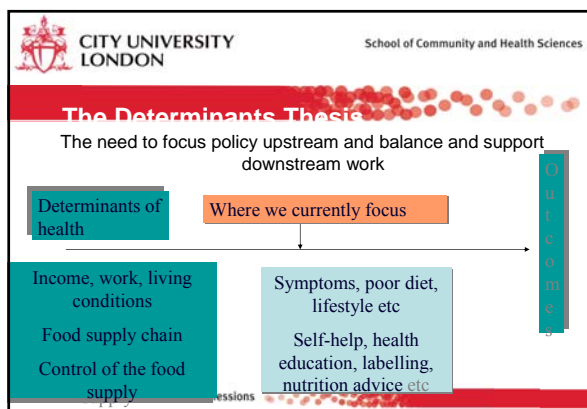 CITY UNIVERSITY
LONDON
School of Community and Health Sciences
The Determinants Thesis
The need to focus policy upstream and balance and support
downstream work
Determinants of
health
Where we currently focus
Outcomes
Income, work, living
conditions
Food supply chain
Control of the food
supply
Symptoms, poor diet,
lifestyle etc
Self-help, health
education, labelling,
nutrition advice etc